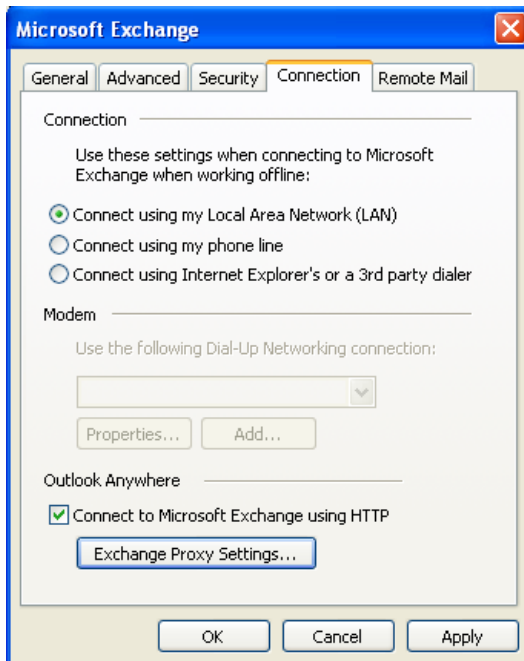 Microsoft Exchange
General Advanced Security Connection Remote Mail
Connection
Use these settings when connecting to Microsoft
Exchange when working offline:
Connect using my Local Area Network (LAN)
Connect using my phone line
Connect using Internet Explorer's or a 3rd party dialer
Modem
Use the following Dial-Up Networking connection:
Properties... Add...
Outlook Anywhere
Connect to Microsoft Exchange using HTTP
Exchange Proxy Settings...
OK Cancel Apply